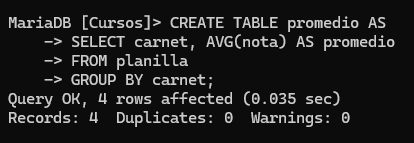 MariaDB [Cursos]> CREATE TABLE promedio AS
    -> SELECT carnet, AVG(nota) AS promedio
    -> FROM planilla
    -> GROUP BY carnet;
Query OK, 4 rows affected (0.035 sec)
Records: 4  Duplicates: 0  Warnings: 0